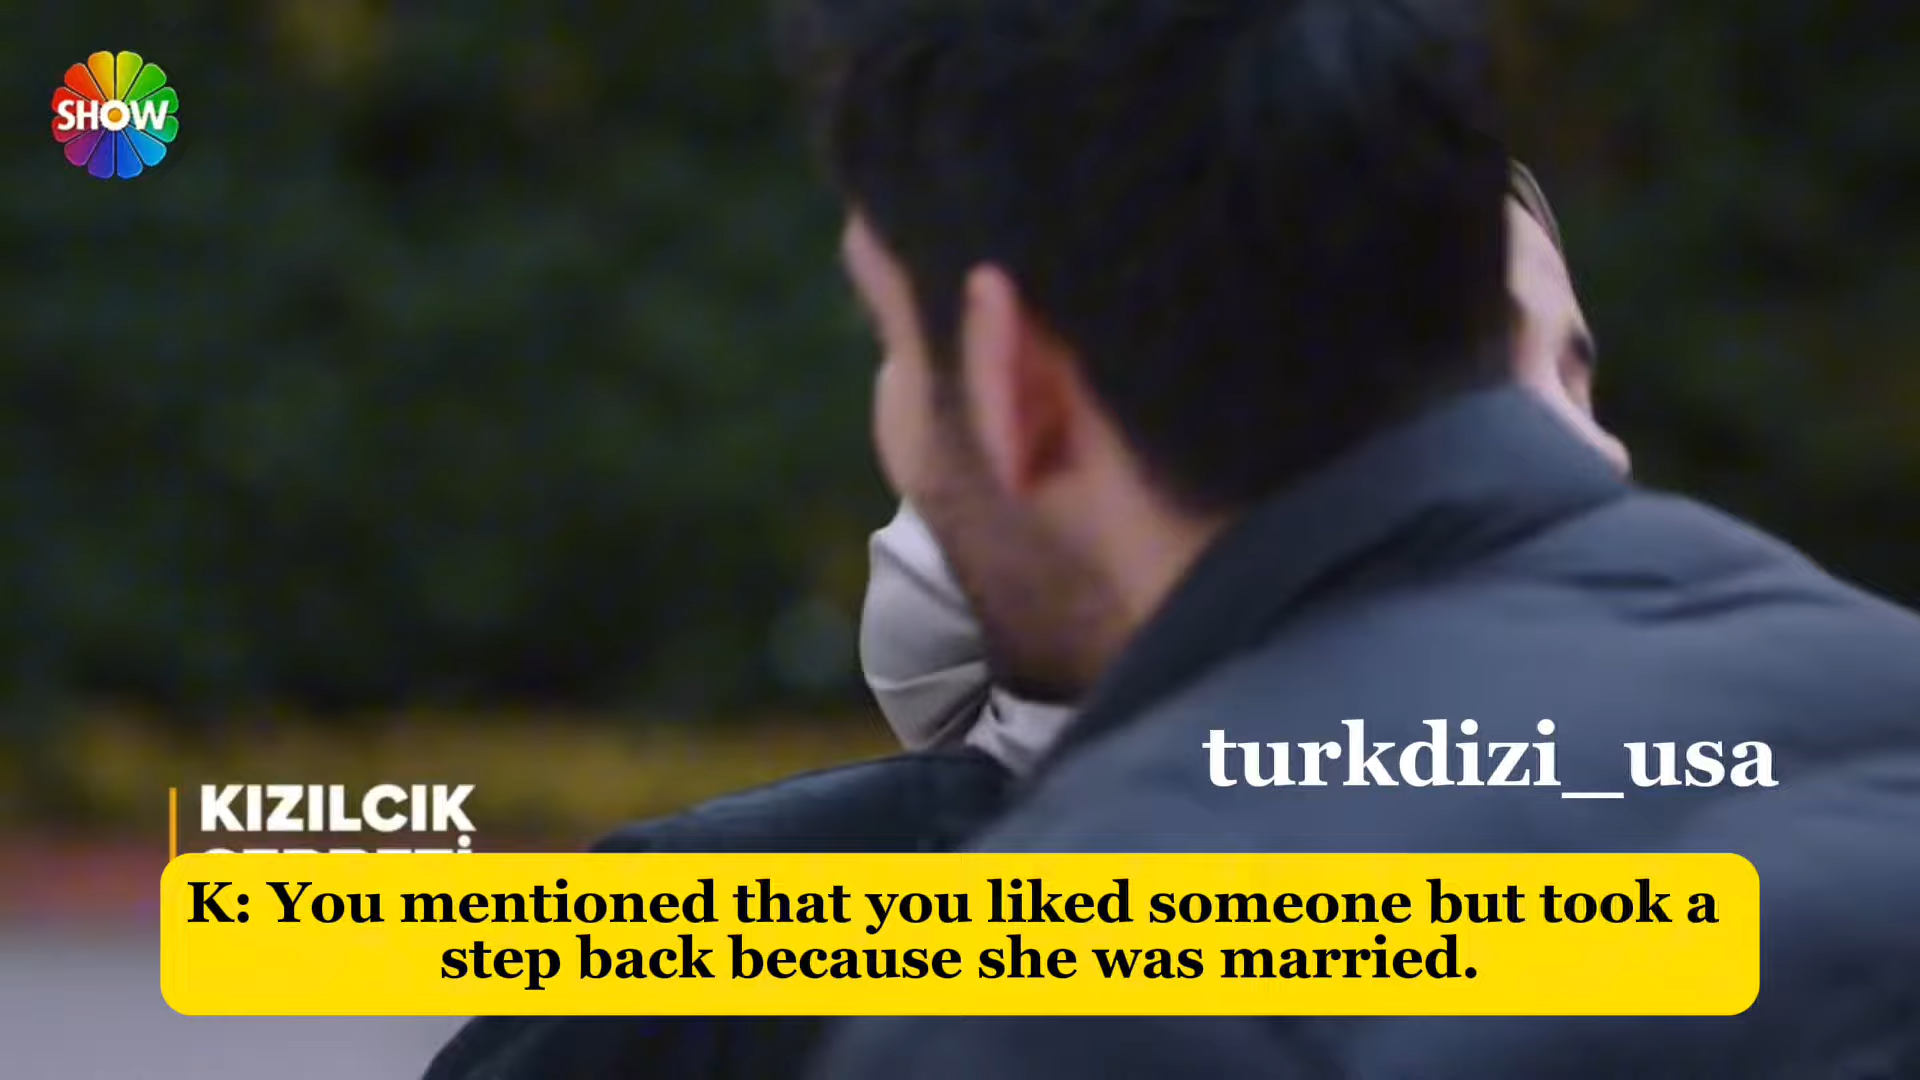 SHOW
turkdizi_usa
KIZILCIK
K: You mentioned that you liked someone but took a
step back because she was married.